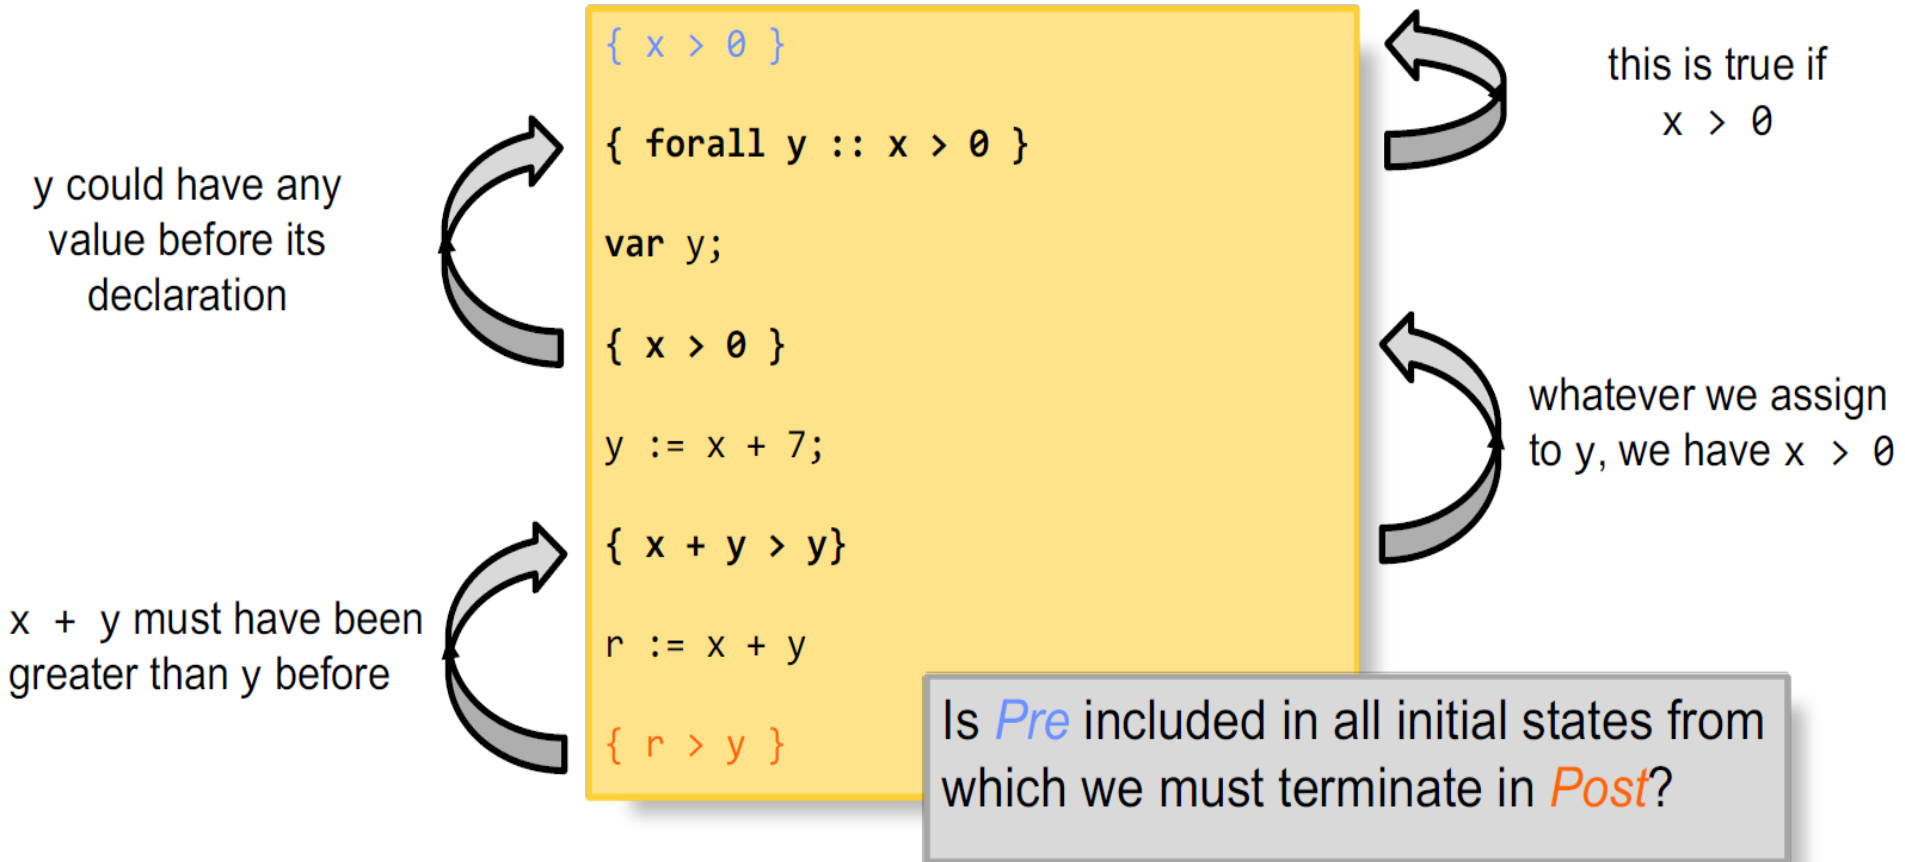 { x > 0 }
{ forall y :: x > 0 }
var y;
{ x > 0 }
y := x + 7;
{ x + y > y}
r := x + y
{ r > y }
y could have any
value before its
declaration
x + y must have been
greater than y before
this is true if
x > 0
whatever we assign
to y, we have x > 0
Is Pre included in all initial states from
which we must terminate in Post?